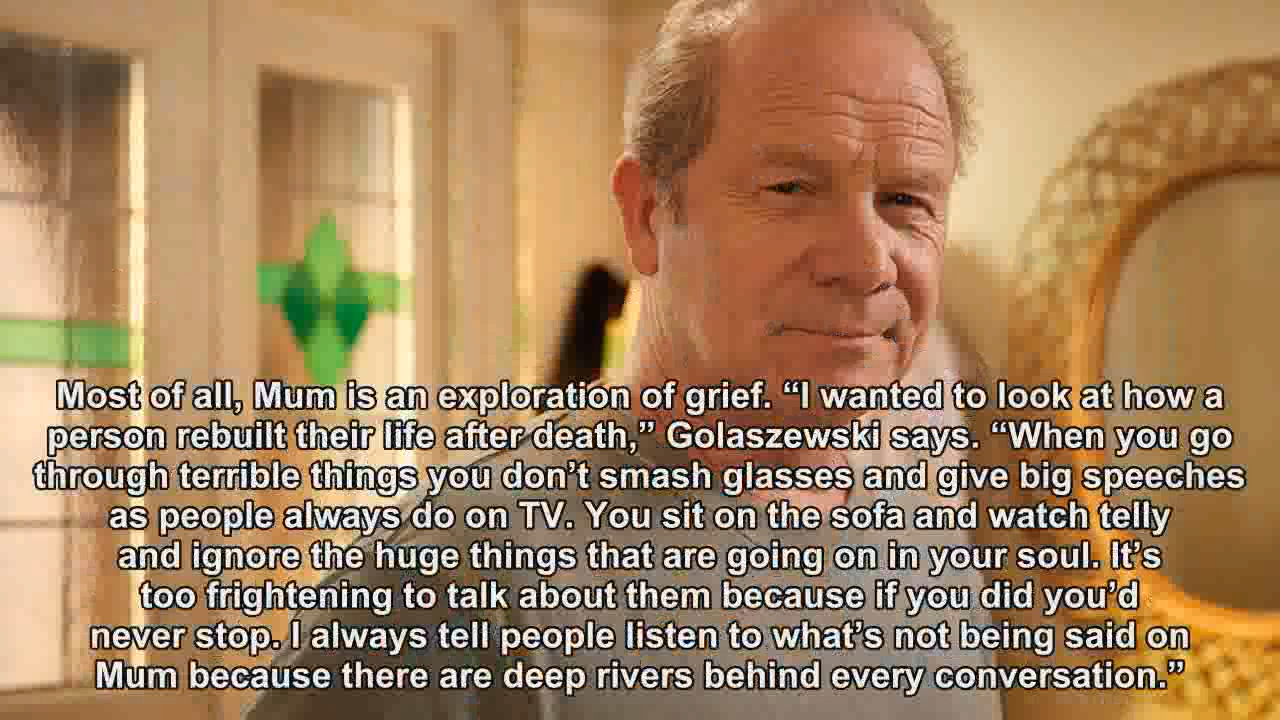 Most of all, Mum is an exploration of grief. “I wanted to look at how a
person rebuilt their life after death,” Golaszewski says. “When you go
through terrible things you don’t smash glasses and give big speeches
as people always do on TV. You sit on the sofa and watch telly
and ignore the huge things that are going on in your soul. It’s
too frightening to talk about them because if you did you’d
never stop. I always tell people listen to what’s not being said on
Mum because there are deep rivers behind every conversation.”